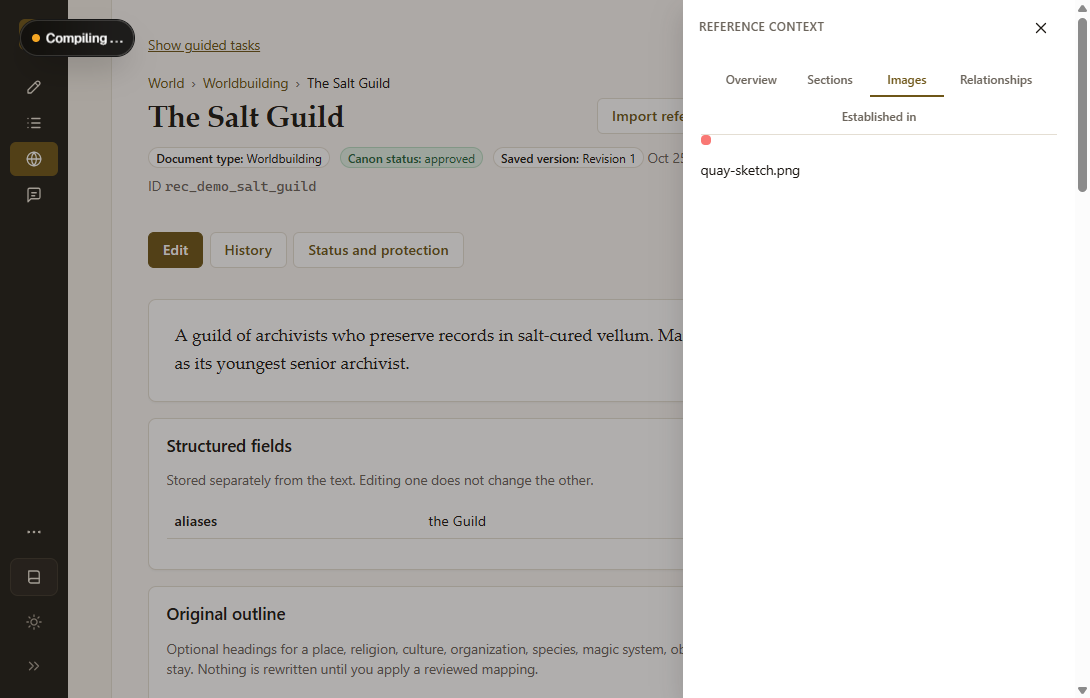 Compiling ...
Show guided tasks
World › Worldbuilding › The Salt Guild
The Salt Guild
Import refe
Document type: Worldbuilding
Canon status: approved
Saved version: Revision 1
Oct 25
ID rec_demo_salt_guild
Edit
History
Status and protection
A guild of archivists who preserve records in salt-cured vellum. Ma
as its youngest senior archivist.
Structured fields
Stored separately from the text. Editing one does not change the other.
aliases
the Guild
Original outline
Optional headings for a place, religion, culture, organization, species, magic system, ob
stay. Nothing is rewritten until you apply a reviewed mapping.
REFERENCE CONTEXT
Overview
Sections
Images
Relationships
Established in
quay-sketch.png